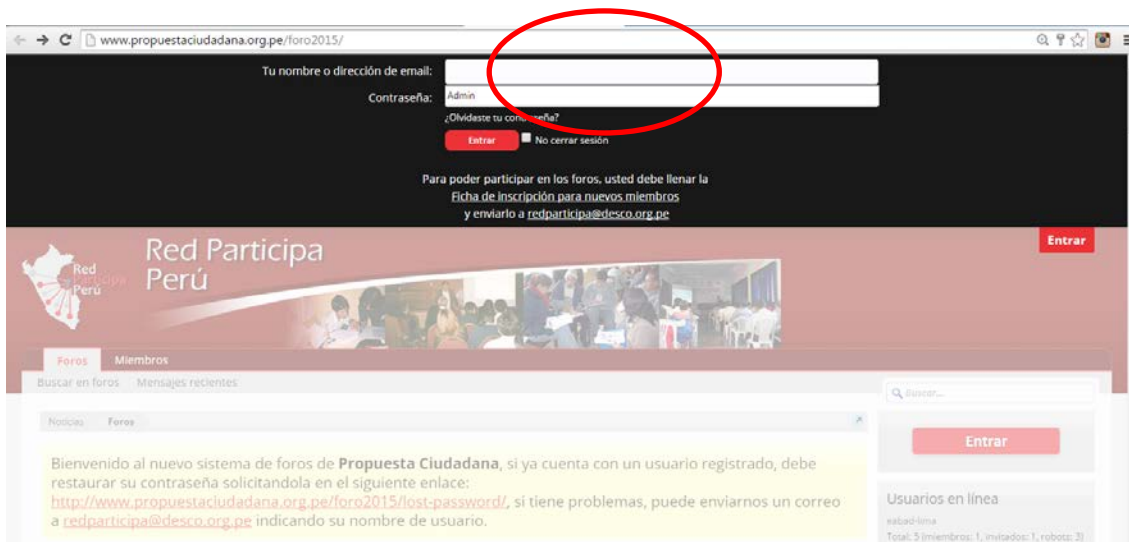 www.propuestaciudadana.org.pe/foro2015/
Tu nombre o dirección de email:
Contraseña:
Admin
¿Olvidaste tu contraseña?
Entrar No cerrar sesión
Para poder participar en los foros, usted debe llenar la
Ficha de inscripción para nuevos miembros
y enviarlo a redparticipa@desco.org.pe
Entrar
Red
Participa
Perú
Red Participa
Perú
Foros Miembros
Buscar en foros Mensajes recientes
Buscar...
Noticias Foros
Entrar
Bienvenido al nuevo sistema de foros de Propuesta Ciudadana, si ya cuenta con un usuario registrado, debe
restaurar su contraseña solicitandola en el siguiente enlace:
http://www.propuestaciudadana.org.pe/foro2015/lost-password/, si tiene problemas, puede enviarnos un correo
a redparticipa@desco.org.pe indicando su nombre de usuario.
Usuarios en línea
eabad-lima
Total: 5 (miembros: 1, invitados: 1, robots: 3)